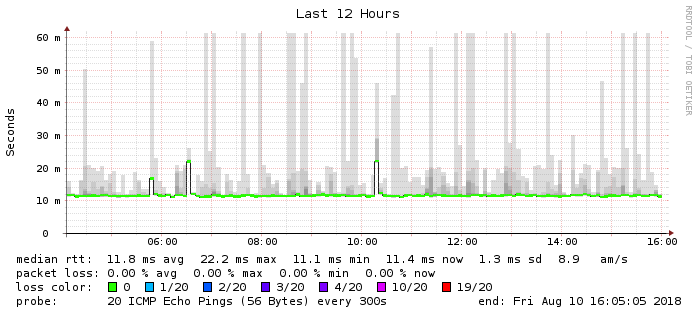 Last 12 Hours
RRDTOOL / TOBI OETIKER
Seconds
60 m
50 m
40 m
30 m
20 m
10 m
0
06:00 08:00 10:00 12:00 14:00 16:00
median rtt: 11.8 ms avg 22.2 ms max 11.1 ms min 11.4 ms now 1.3 ms sd 8.9 am/s
packet loss: 0.00 % avg 0.00 % max 0.00 % min 0.00 % now
loss color: 0 1/20 2/20 3/20 4/20 10/20 19/20
probe: 20 ICMP Echo Pings (56 Bytes) every 300s end: Fri Aug 10 16:05:05 2018